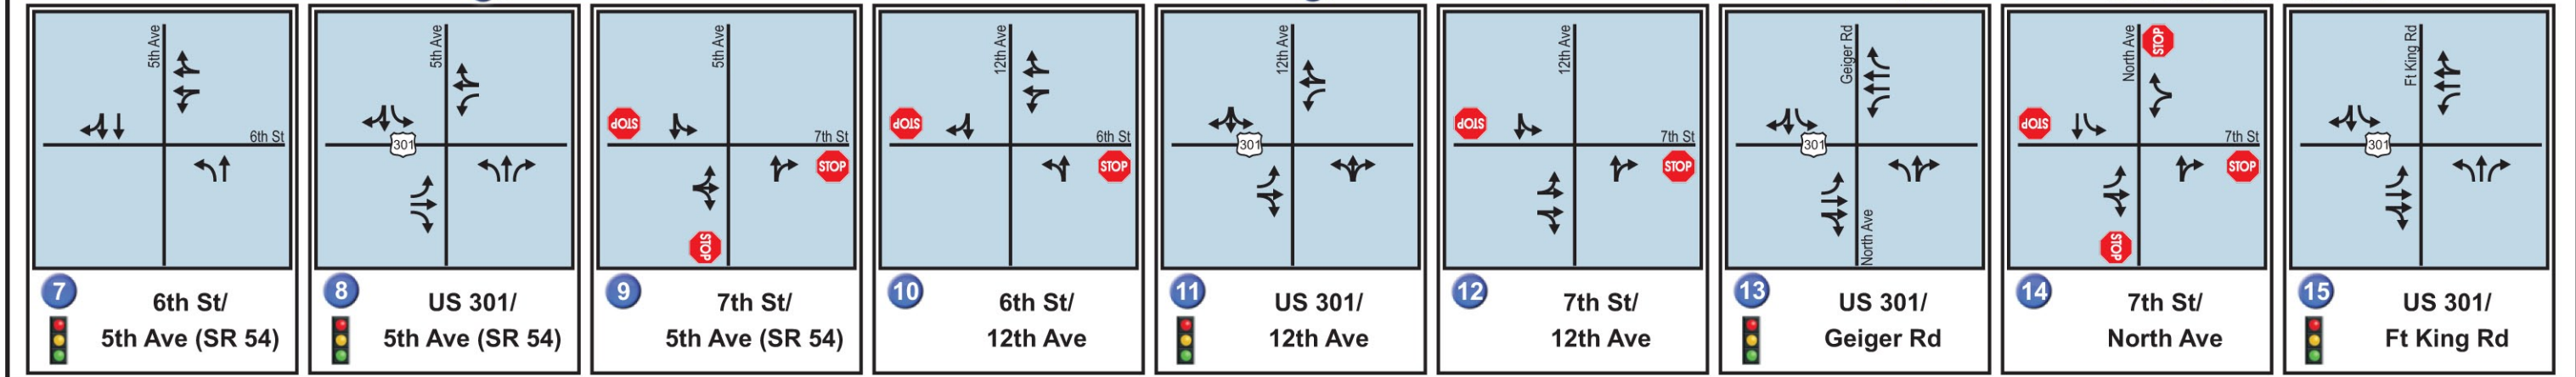 5th Ave
6th St
7
6th St/
5th Ave (SR 54)
5th Ave
301
8
US 301/
5th Ave (SR 54)
5th Ave
STOP
7th St
STOP
STOP
9
7th St/
5th Ave (SR 54)
12th Ave
STOP
6th St
STOP
10
6th St/
12th Ave
12th Ave
301
11
US 301/
12th Ave
12th Ave
STOP
7th St
STOP
12
7th St/
12th Ave
Geiger Rd
301
North Ave
13
US 301/
Geiger Rd
North Ave
STOP
STOP
7th St
STOP
STOP
14
7th St/
North Ave
Ft King Rd
301
15
US 301/
Ft King Rd